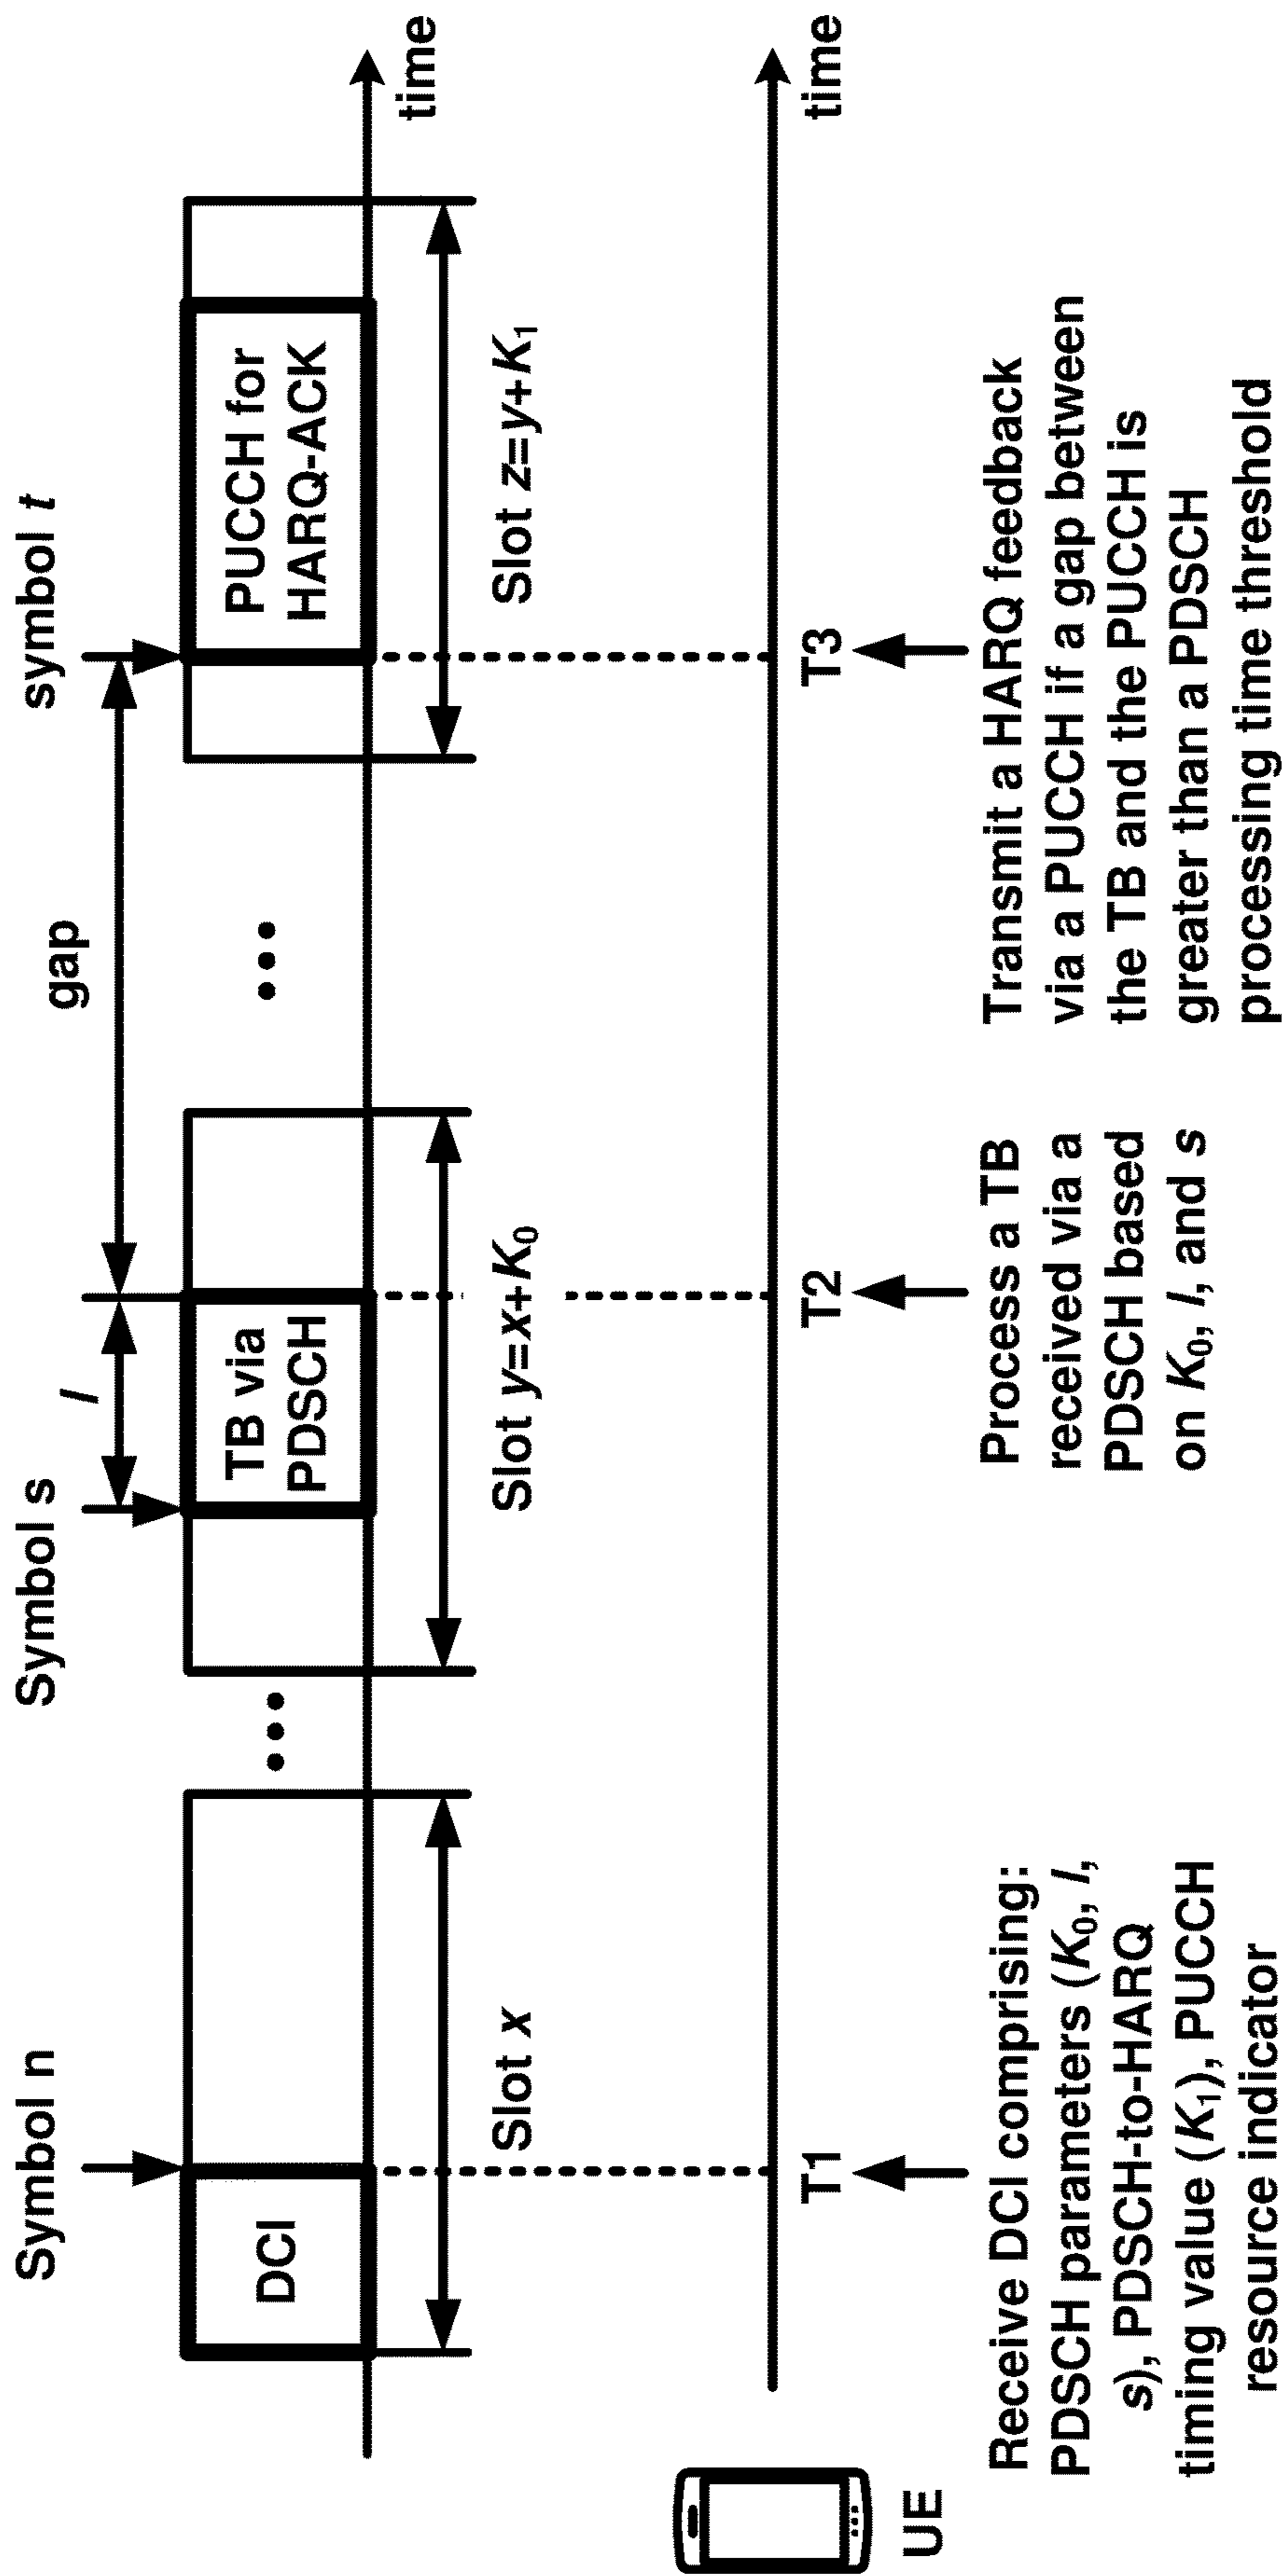 Symbol n
Symbol s
l
gap
symbol t
DCI
TB via
PDSCH
PUCCH for
HARQ-ACK
time
Slot x
Slot y=x+K₀
Slot z=y+K₁
time
UE
T1
T2
T3
Receive DCI comprising:
PDSCH parameters (K₀, l,
s), PDSCH-to-HARQ
timing value (K₁), PUCCH
resource indicator
Process a TB
received via a
PDSCH based
on K₀, l, and s
Transmit a HARQ feedback
via a PUCCH if a gap between
the TB and the PUCCH is
greater than a PDSCH
processing time threshold